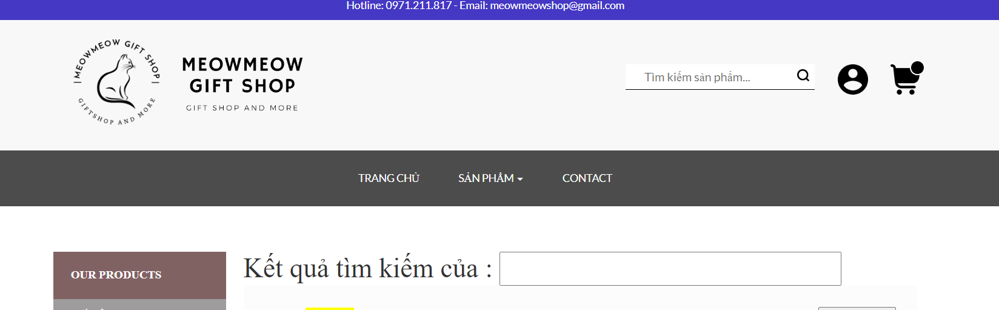 Hotline: 0971.211.817 - Email: meowmeowshop@gmail.com
| MEOWMEOW GIFT SHOP |
GIFTSHOP AND MORE
MEOWMEOW
GIFT SHOP
GIFT SHOP AND MORE
Tìm kiếm sản phẩm...
TRANG CHỦ SẢN PHẨM CONTACT
OUR PRODUCTS
Kết quả tìm kiếm của :